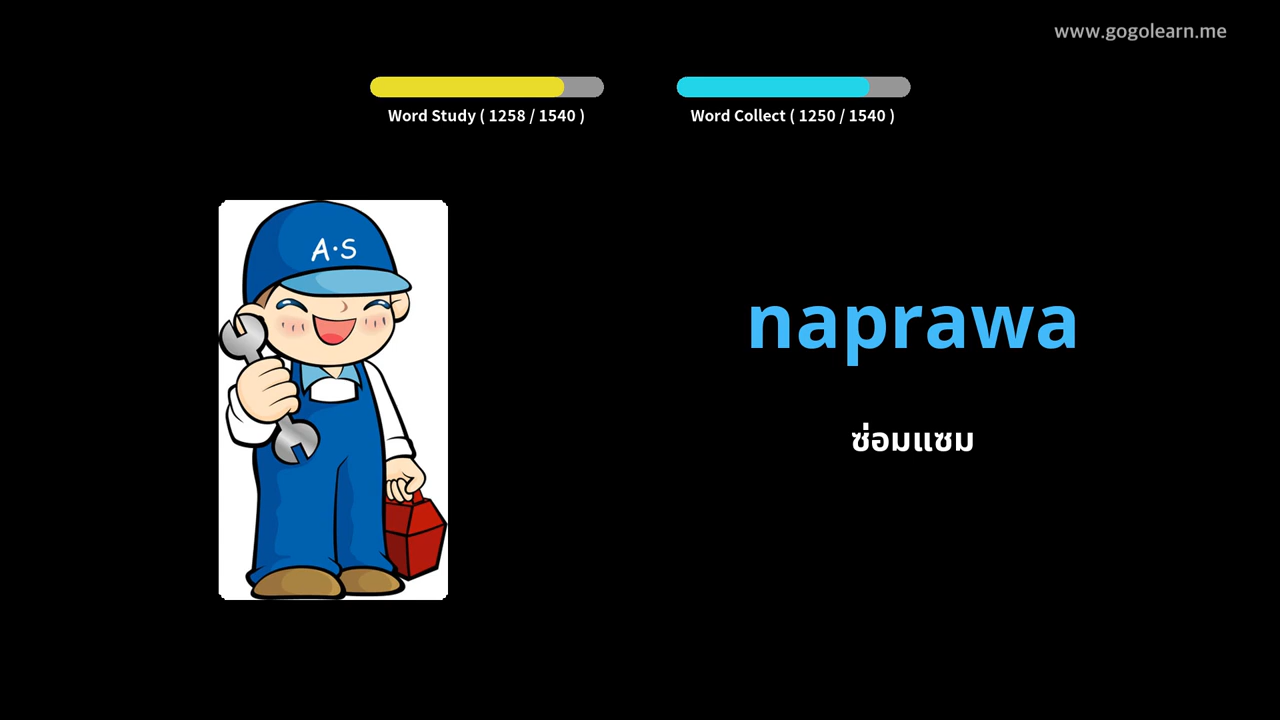 www.gogolearn.me
Word Study ( 1258 / 1540 )
Word Collect ( 1250 / 1540 )
A·S
naprawa
ซ่อมแซม